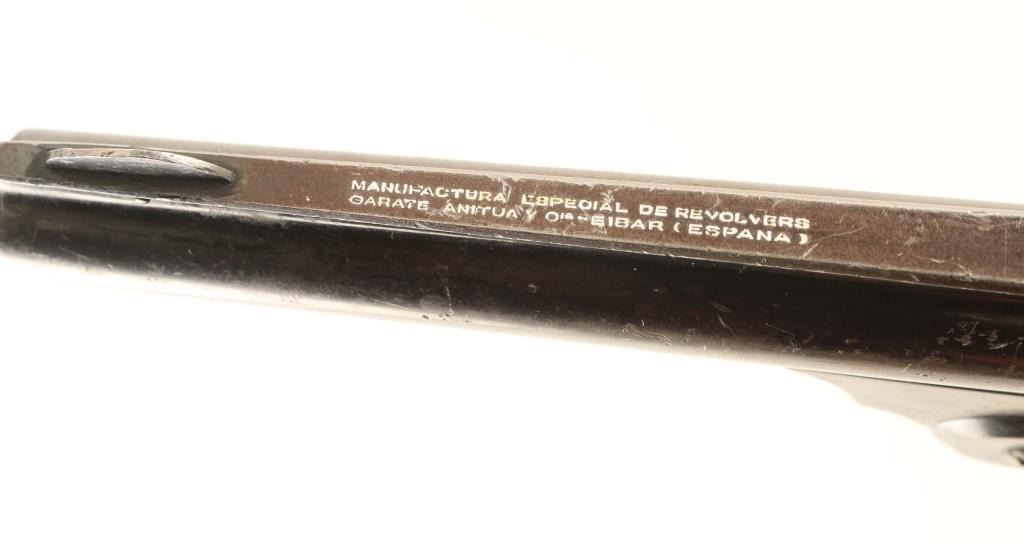 MANUFACTURA ESPECIAL DE REVOLVERS
GARATE ANITUA Y Cia EIBAR (ESPANA)